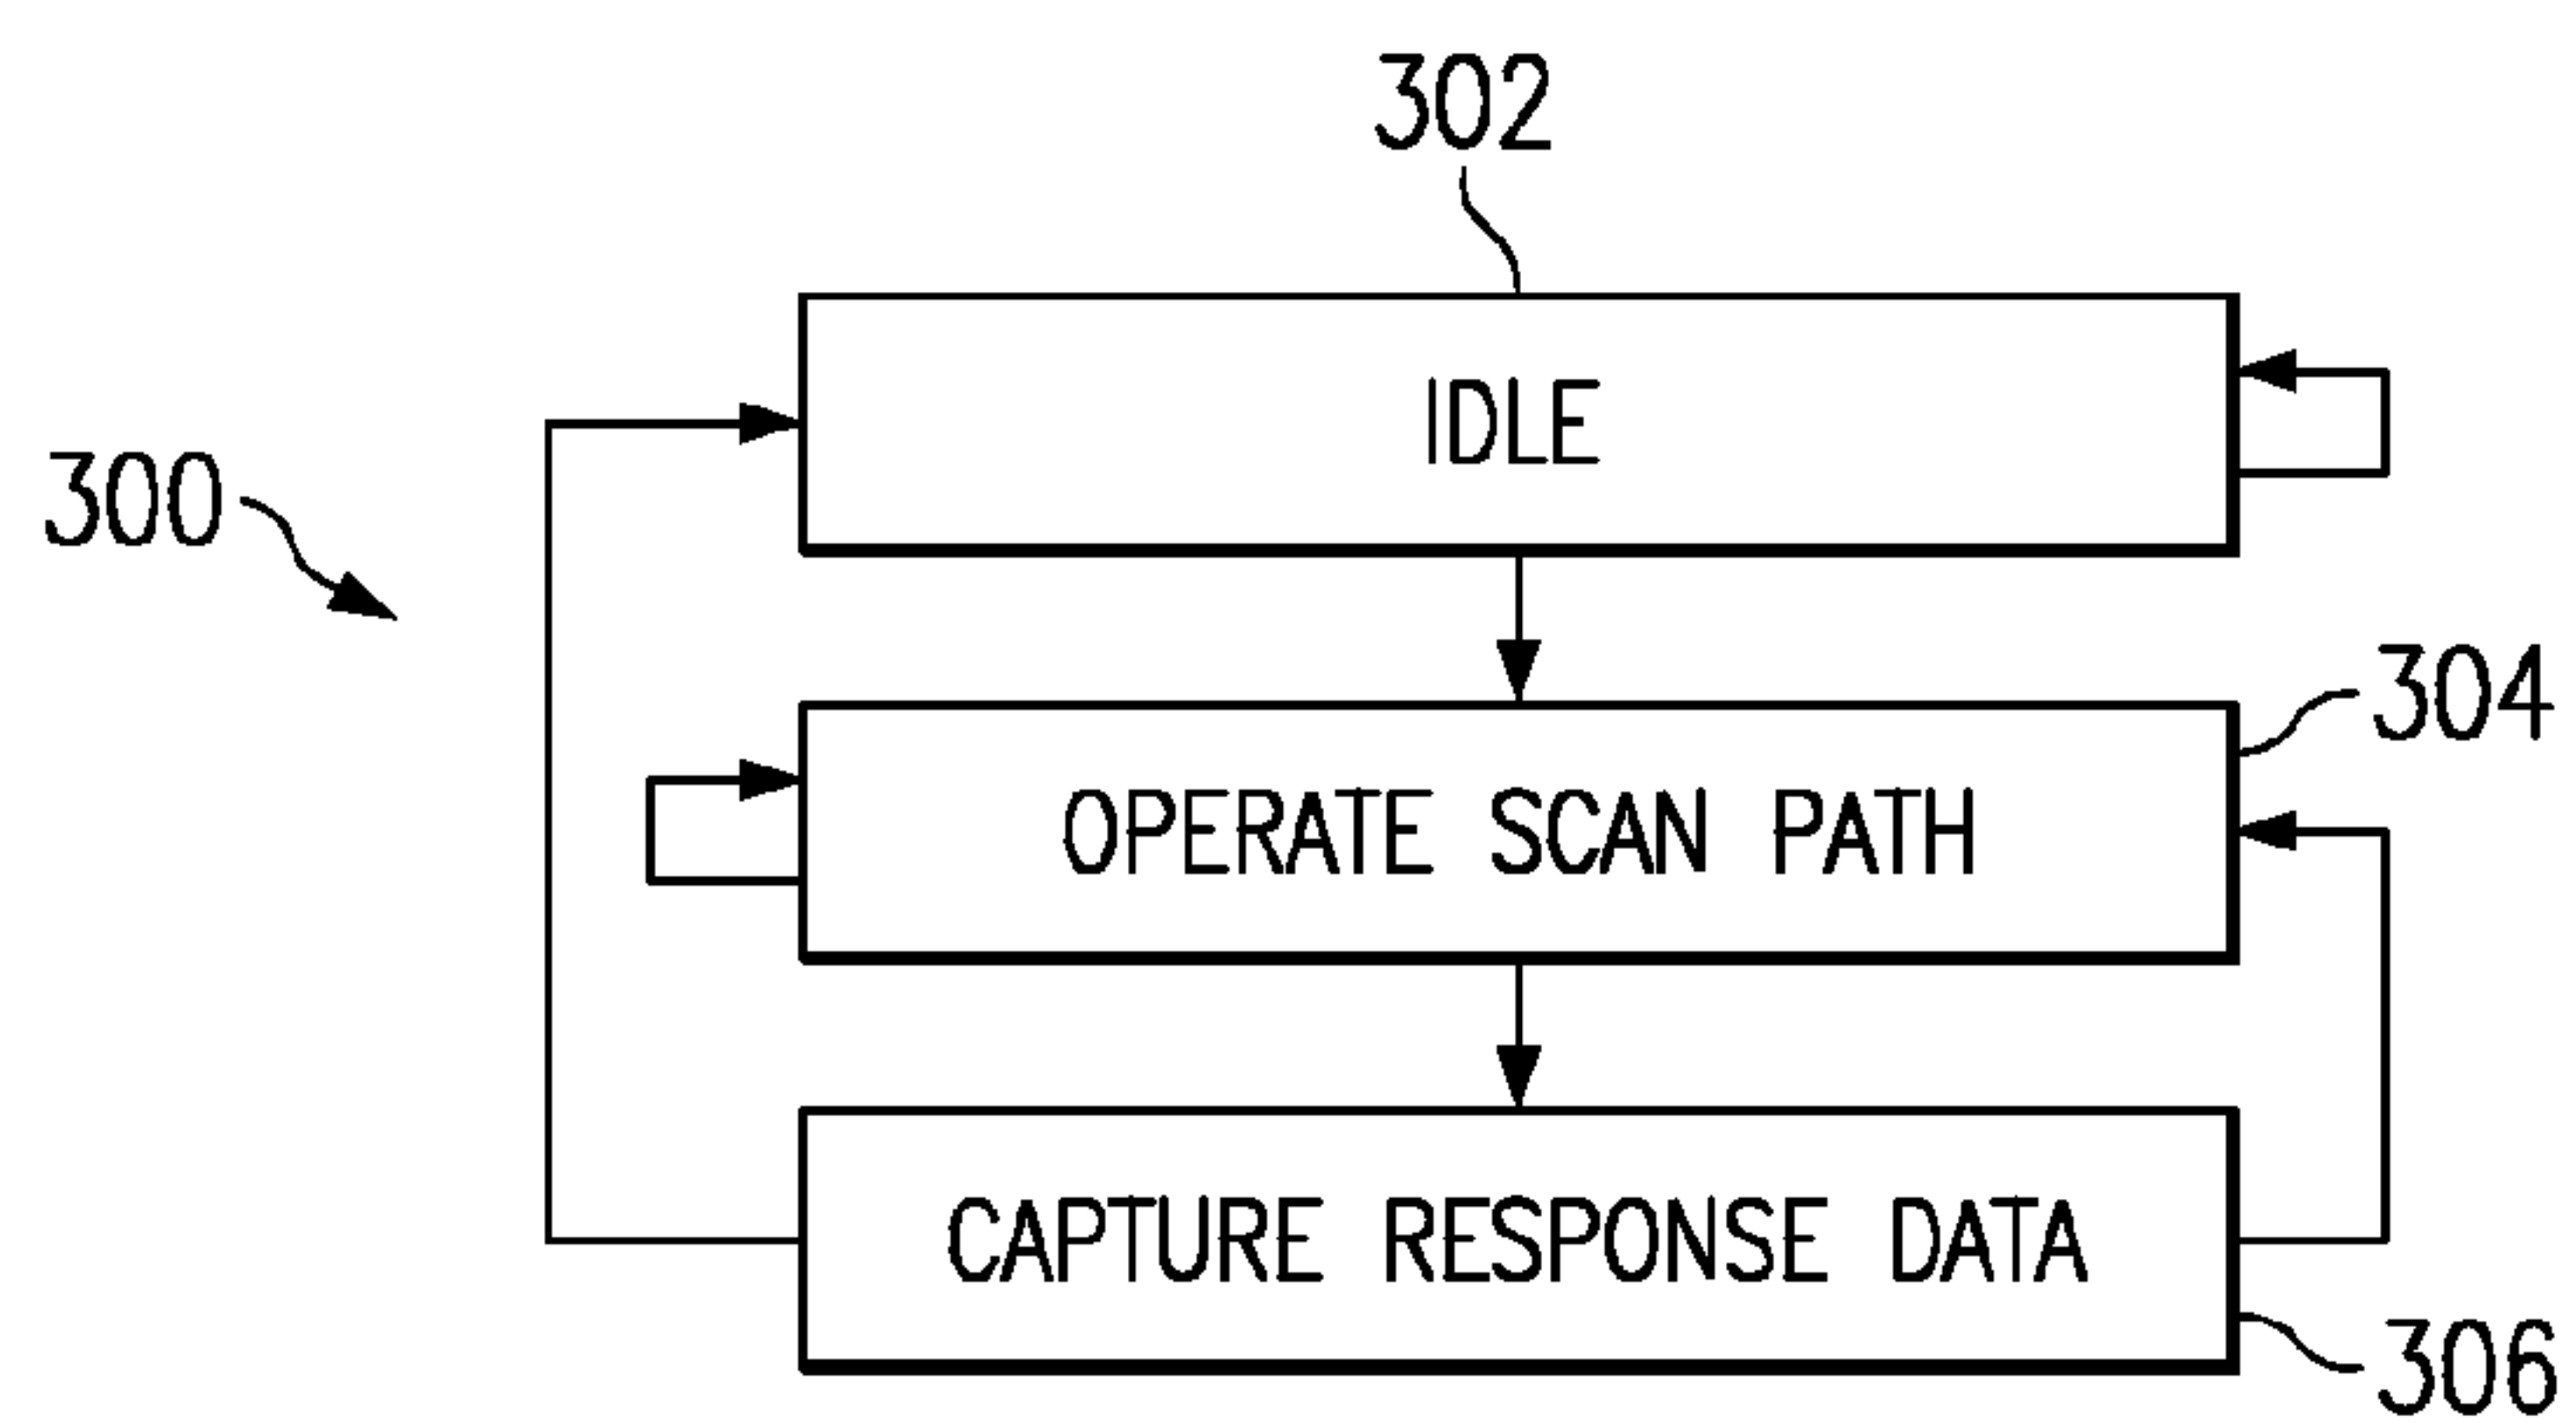 302
IDLE
300
304
OPERATE SCAN PATH
CAPTURE RESPONSE DATA
306